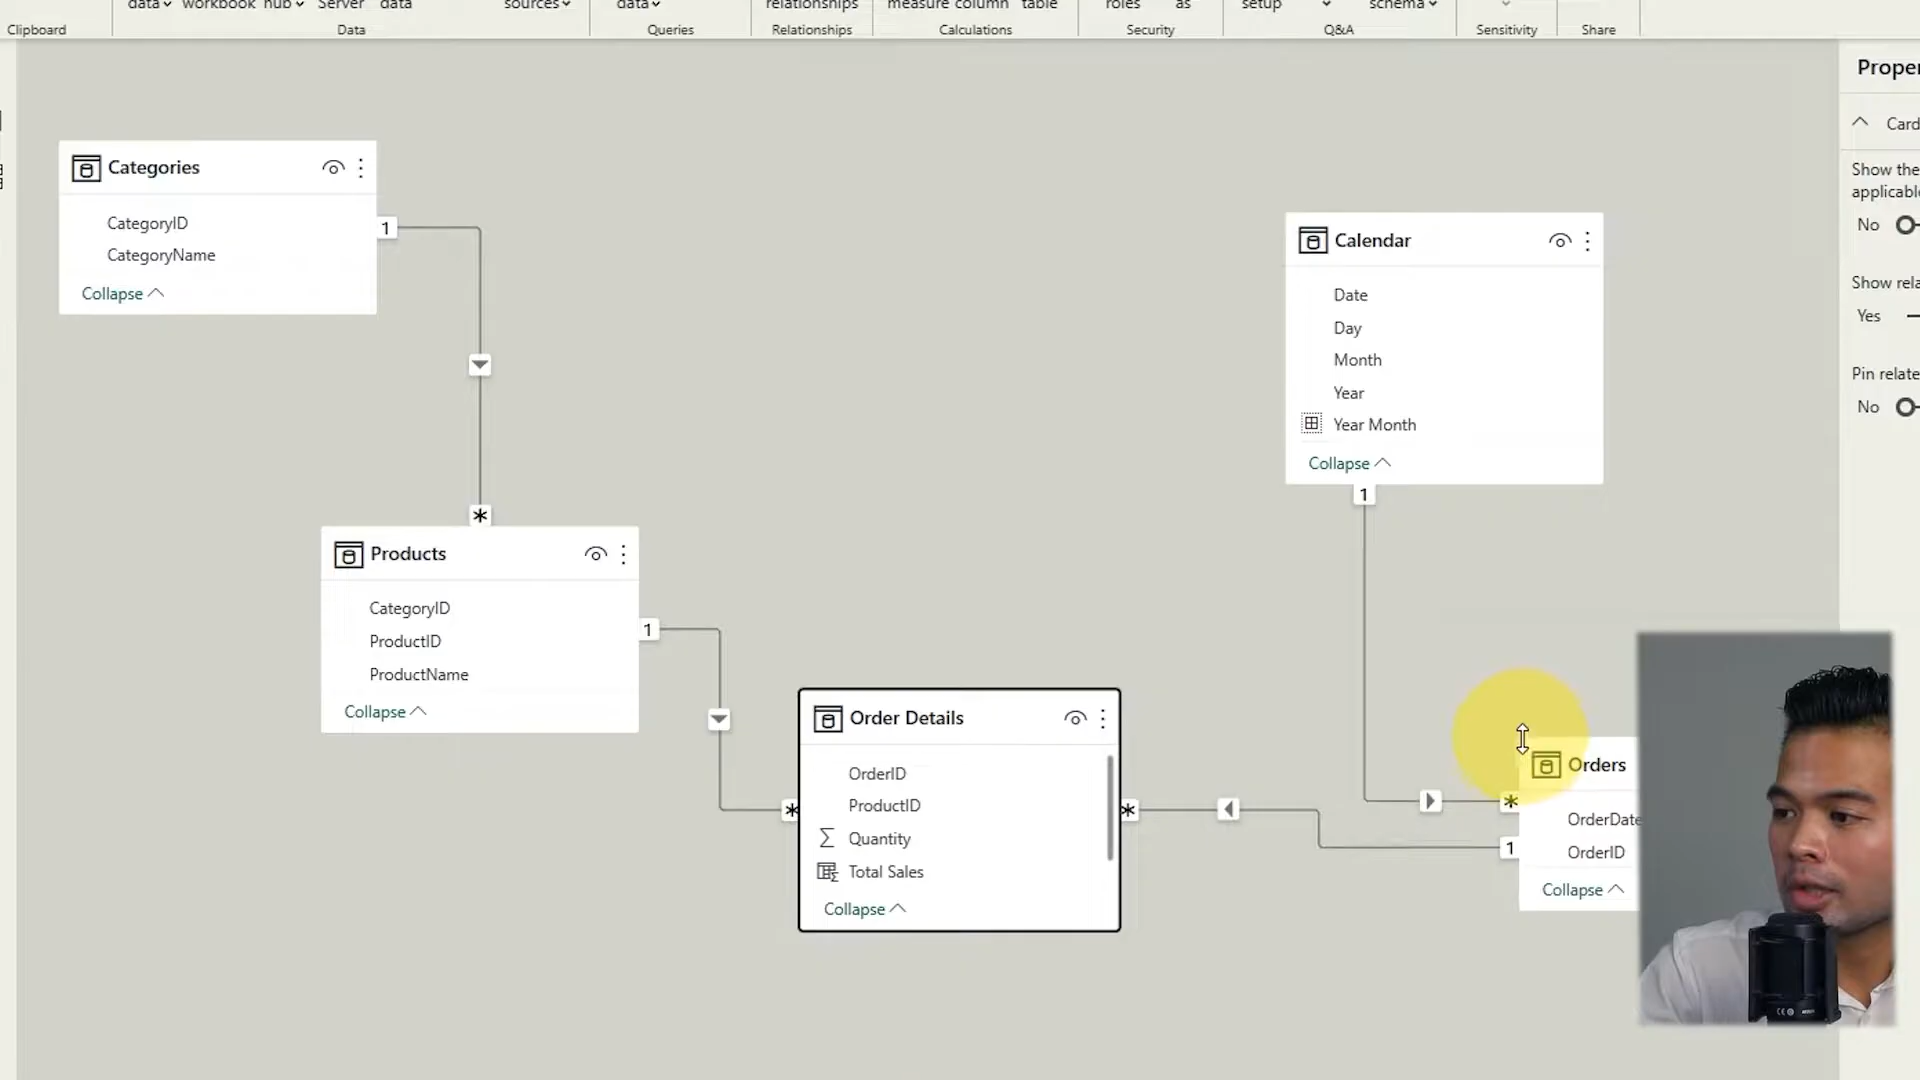 data workbook hub Server data sources data relationships measure column table roles as setup schema
Clipboard Data Queries Relationships Calculations Security Q&A Sensitivity Share
Proper
Card
Show the
applicable
No
Show rela
Yes
Pin relate
No
Categories
CategoryID
CategoryName
Collapse
1
*
Calendar
Date
Day
Month
Year
Year Month
Collapse
1
Products
CategoryID
ProductID
ProductName
Collapse
1
*
Order Details
OrderID
ProductID
Quantity
Total Sales
Collapse
*
Orders
*
OrderDate
1
OrderID
Collapse